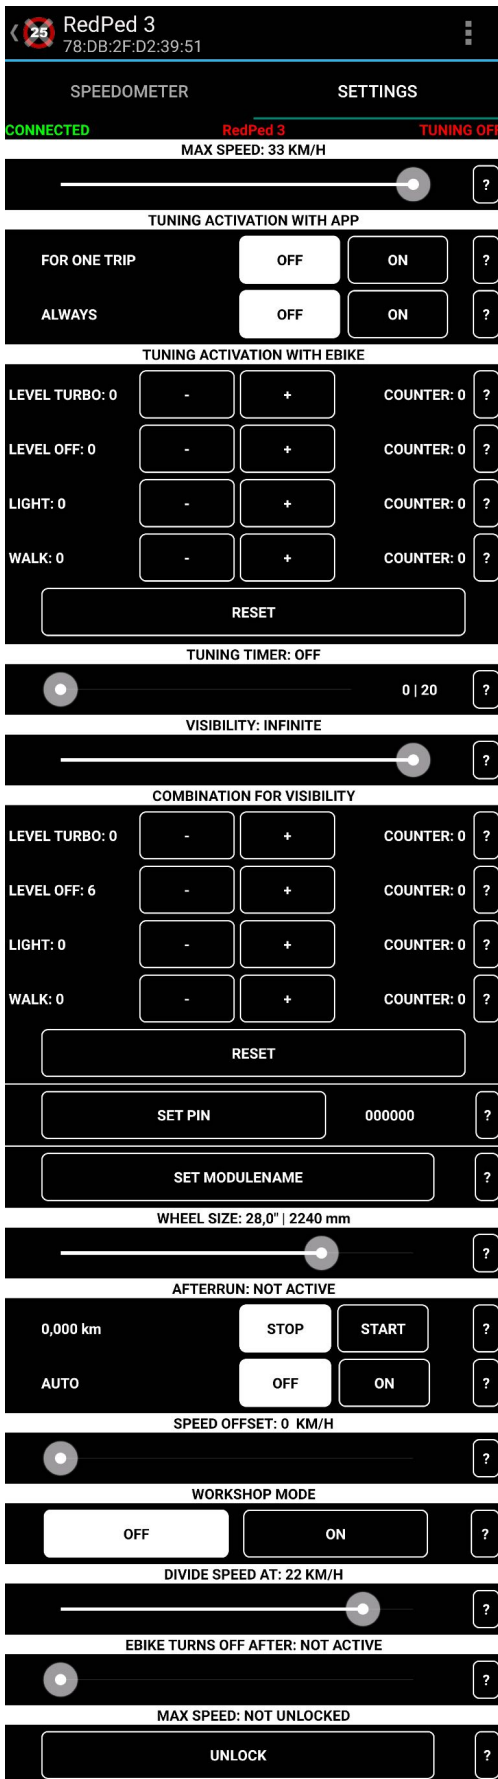 RedPed 3
25
78:DB:2F:D2:39:51
SPEEDOMETER SETTINGS
CONNECTED RedPed 3 TUNING OFF
MAX SPEED: 33 KM/H
?
TUNING ACTIVATION WITH APP
FOR ONE TRIP OFF ON ?
ALWAYS OFF ON ?
TUNING ACTIVATION WITH EBIKE
LEVEL TURBO: 0 - + COUNTER: 0 ?
LEVEL OFF: 0 - + COUNTER: 0 ?
LIGHT: 0 - + COUNTER: 0 ?
WALK: 0 - + COUNTER: 0 ?
RESET
TUNING TIMER: OFF
0 | 20 ?
VISIBILITY: INFINITE
?
COMBINATION FOR VISIBILITY
LEVEL TURBO: 0 - + COUNTER: 0 ?
LEVEL OFF: 6 - + COUNTER: 0 ?
LIGHT: 0 - + COUNTER: 0 ?
WALK: 0 - + COUNTER: 0 ?
RESET
SET PIN 000000 ?
SET MODULENAME ?
WHEEL SIZE: 28,0" | 2240 mm
?
AFTERRUN: NOT ACTIVE
0,000 km STOP START ?
AUTO OFF ON ?
SPEED OFFSET: 0 KM/H
?
WORKSHOP MODE
OFF ON ?
DIVIDE SPEED AT: 22 KM/H
?
EBIKE TURNS OFF AFTER: NOT ACTIVE
?
MAX SPEED: NOT UNLOCKED
UNLOCK ?